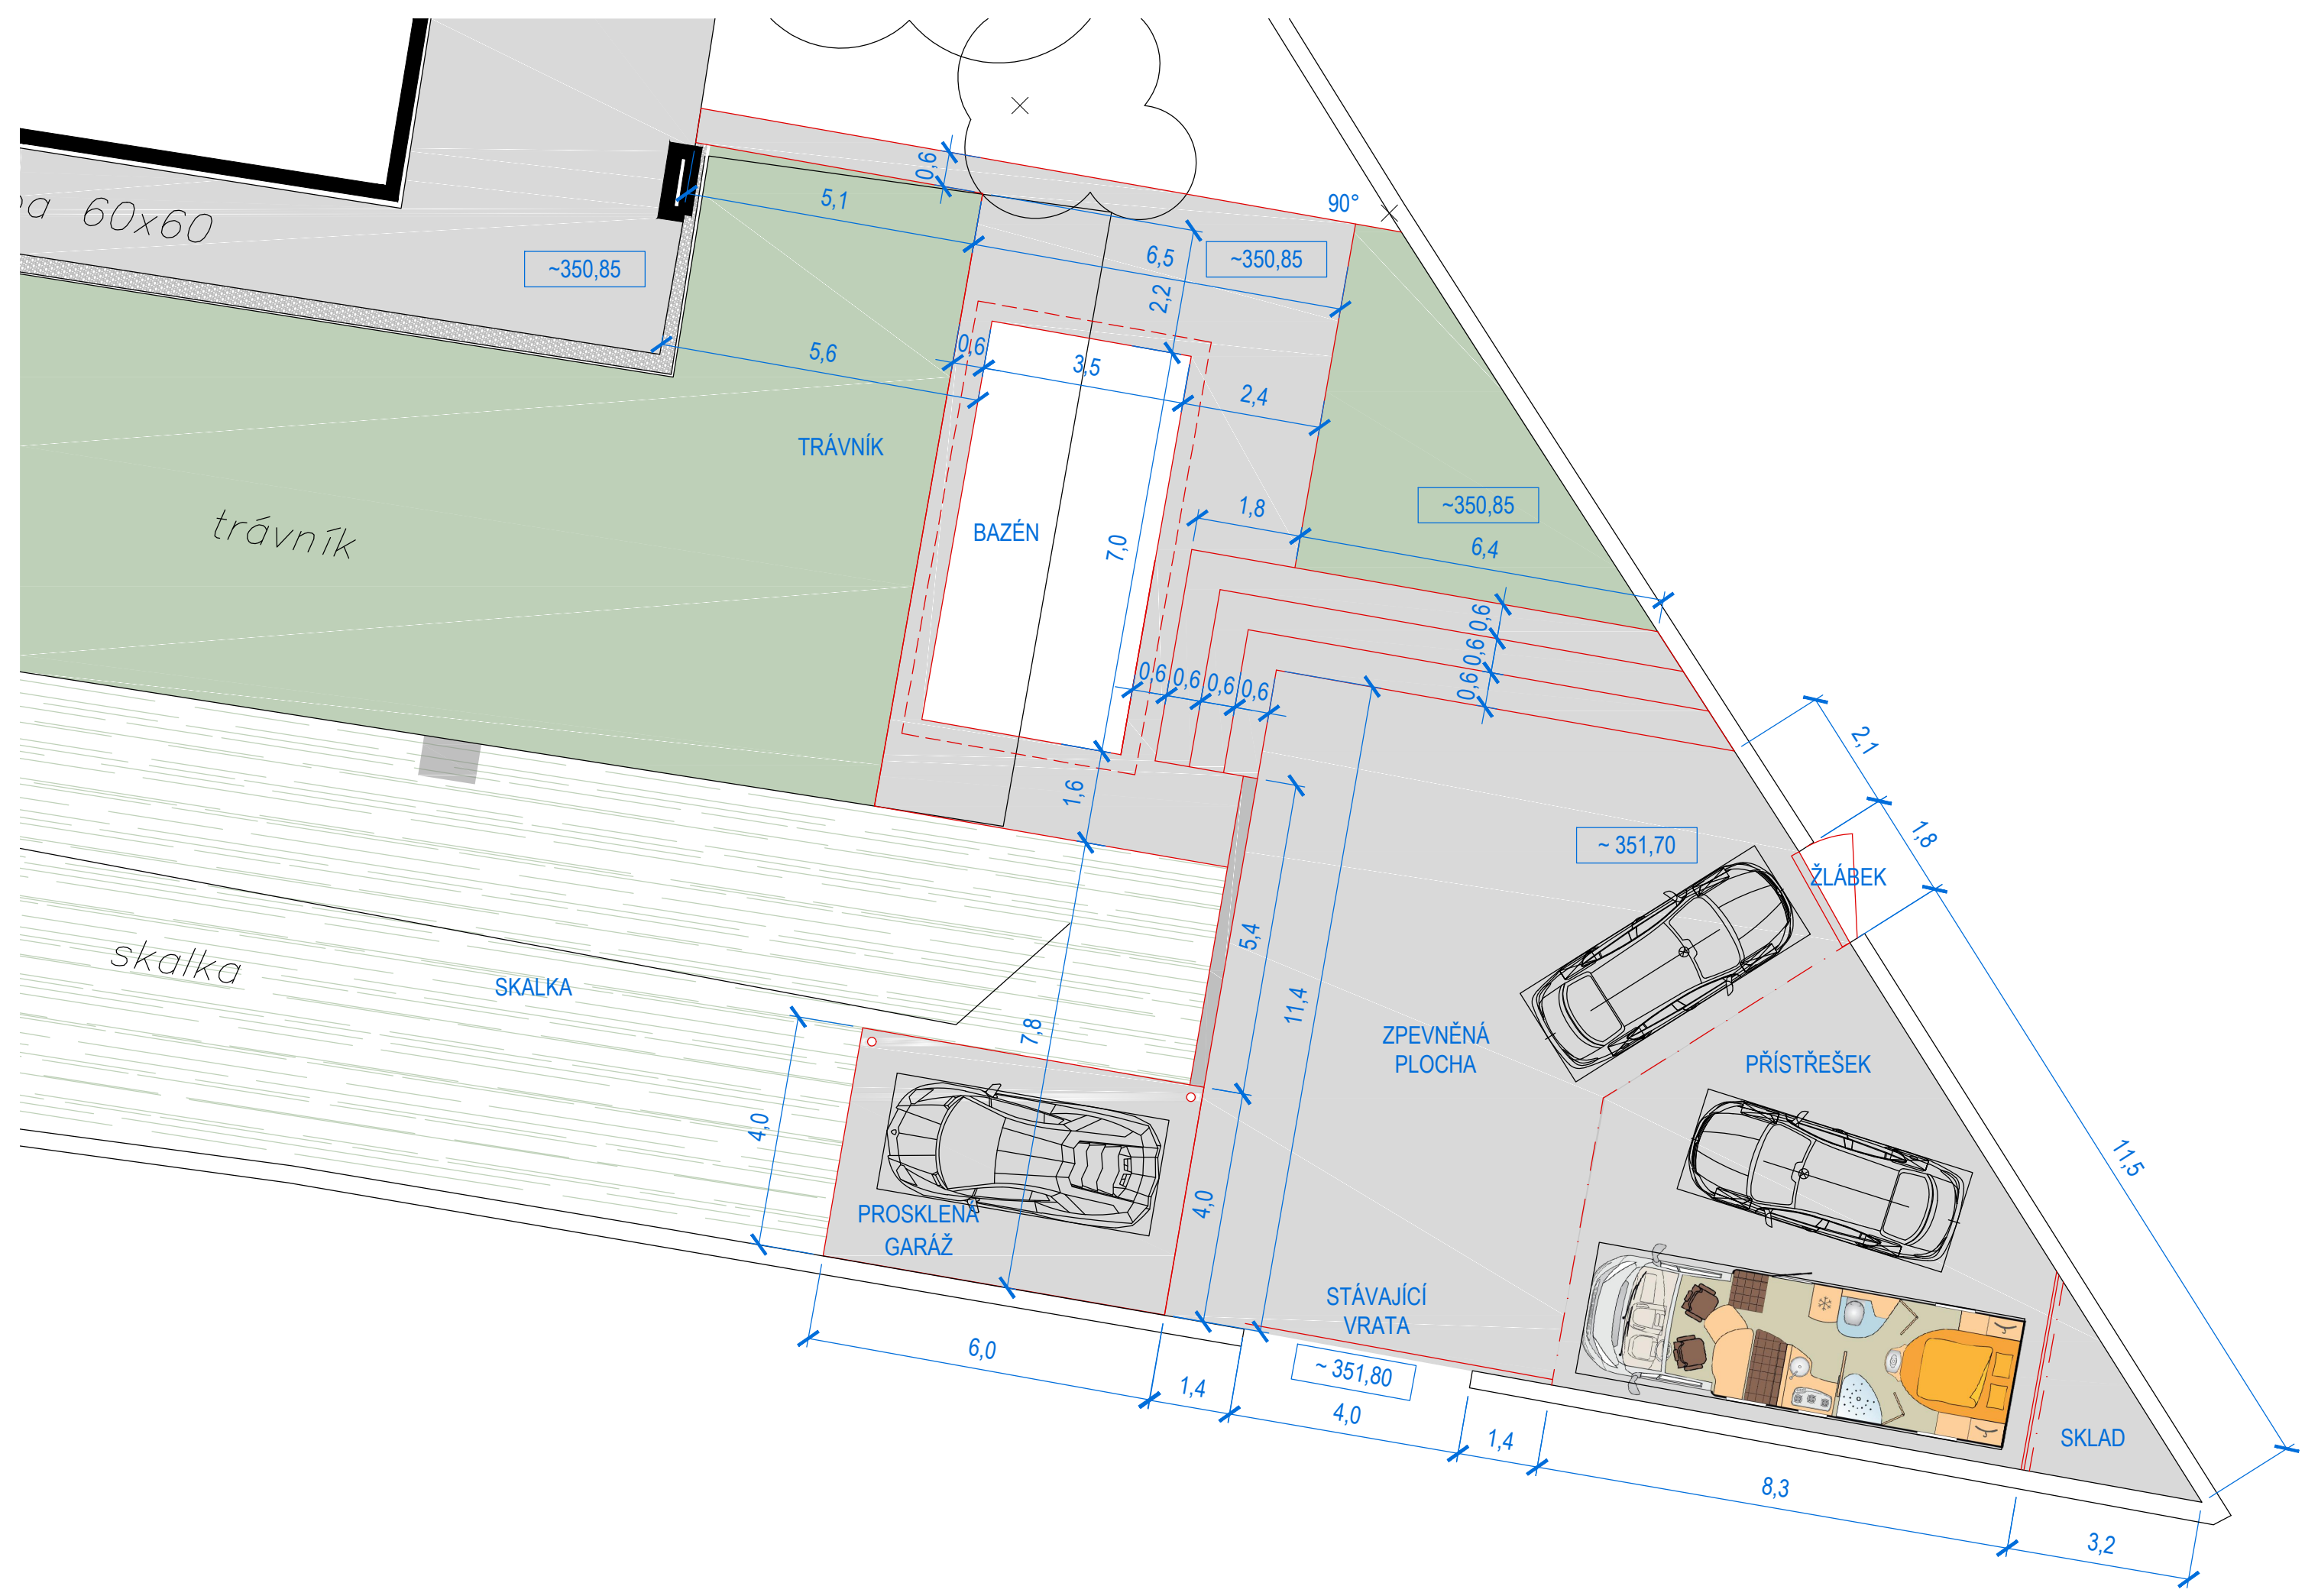 0,6
90°
5,1
60x60
~350,85
6,5
~350,85
2,2
5,6
0,6
3,5
2,4
TRÁVNÍK
1,8
~350,85
BAZÉN
7,0
6,4
trávník
0,6
0,6
0,6
0,6
0,6
0,6
0,6
2,1
1,6
1,8
~ 351,70
ŽLÁBEK
5,4
skalka
SKALKA
11,4
7,8
ZPEVNĚNÁ
PLOCHA
PŘÍSTŘEŠEK
4,0
11,5
4,0
PROSKLENÁ
GARÁŽ
STÁVAJÍCÍ
VRATA
6,0
~ 351,80
1,4
4,0
1,4
SKLAD
8,3
3,2